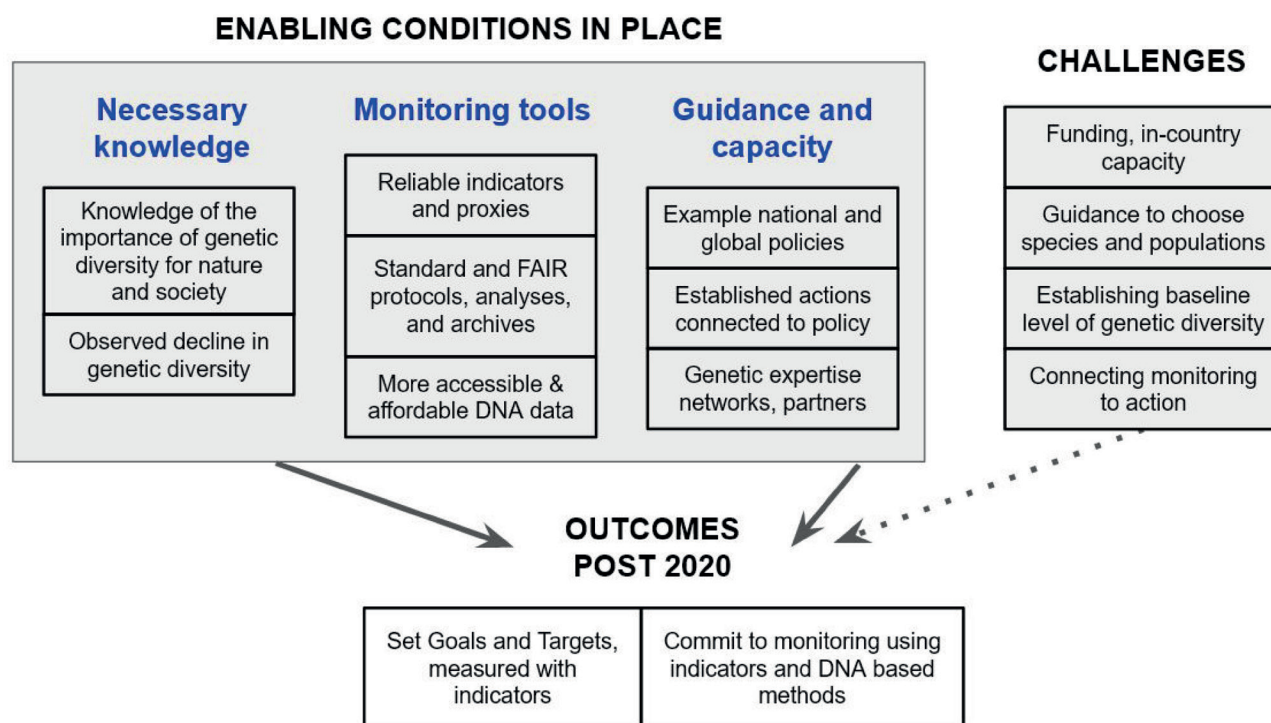 ENABLING CONDITIONS IN PLACE
Necessary
knowledge
Knowledge of the
importance of genetic
diversity for nature
and society
Observed decline in
genetic diversity
Monitoring tools
Reliable indicators
and proxies
Standard and FAIR
protocols, analyses,
and archives
More accessible &
affordable DNA data
Guidance and
capacity
Example national and
global policies
Established actions
connected to policy
Genetic expertise
networks, partners
CHALLENGES
Funding, in-country
capacity
Guidance to choose
species and populations
Establishing baseline
level of genetic diversity
Connecting monitoring
to action
OUTCOMES
POST 2020
Set Goals and Targets,
measured with
indicators
Commit to monitoring using
indicators and DNA based
methods